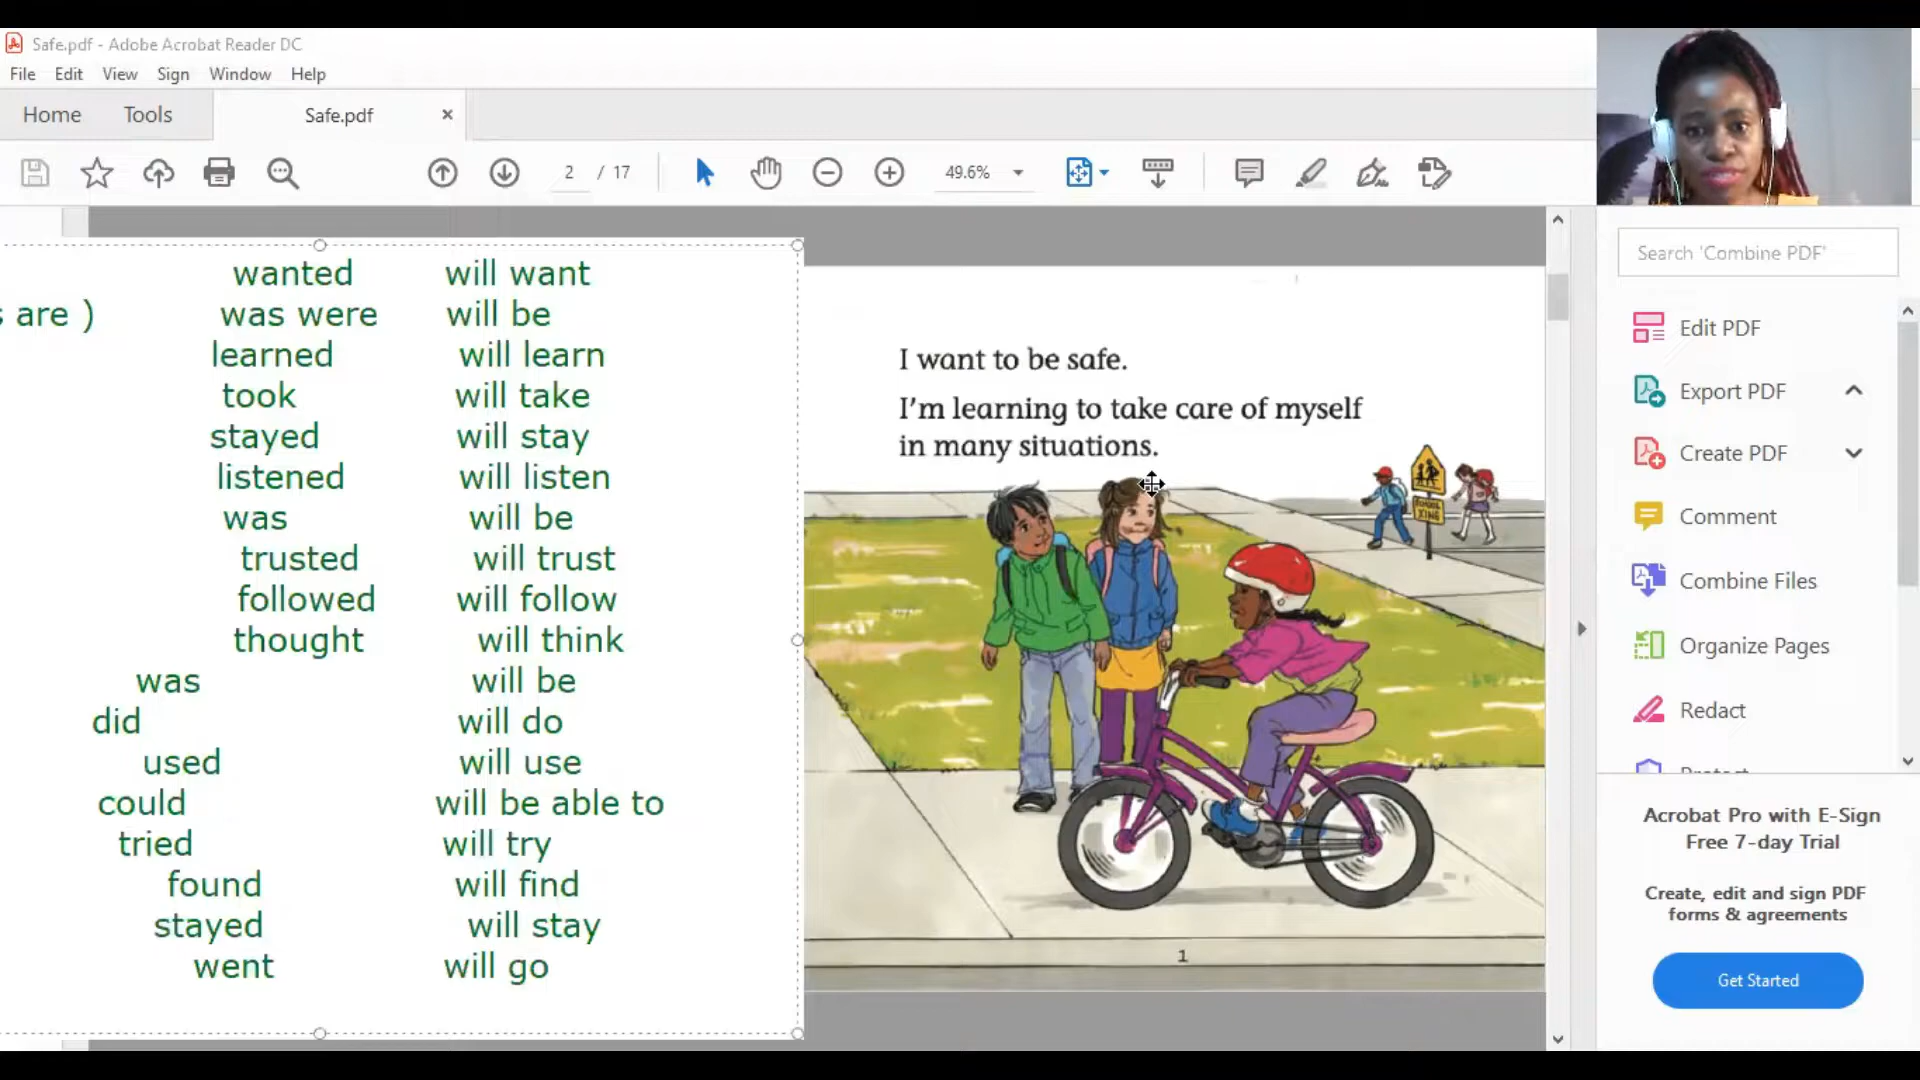 Safe.pdf - Adobe Acrobat Reader DC
File Edit View Sign Window Help
Home Tools Safe.pdf
2 / 17 49.6%
Search 'Combine PDF'
Edit PDF
Export PDF
Create PDF
Comment
Combine Files
Organize Pages
Redact
Protect
Acrobat Pro with E-Sign
Free 7-day Trial
Create, edit and sign PDF
forms & agreements
Get Started
wanted will want
are ) was were will be
learned will learn
took will take
stayed will stay
listened will listen
was will be
trusted will trust
followed will follow
thought will think
was will be
did will do
used will use
could will be able to
tried will try
found will find
stayed will stay
went will go
I want to be safe.
I'm learning to take care of myself
in many situations.
SCHOOL
XING
1